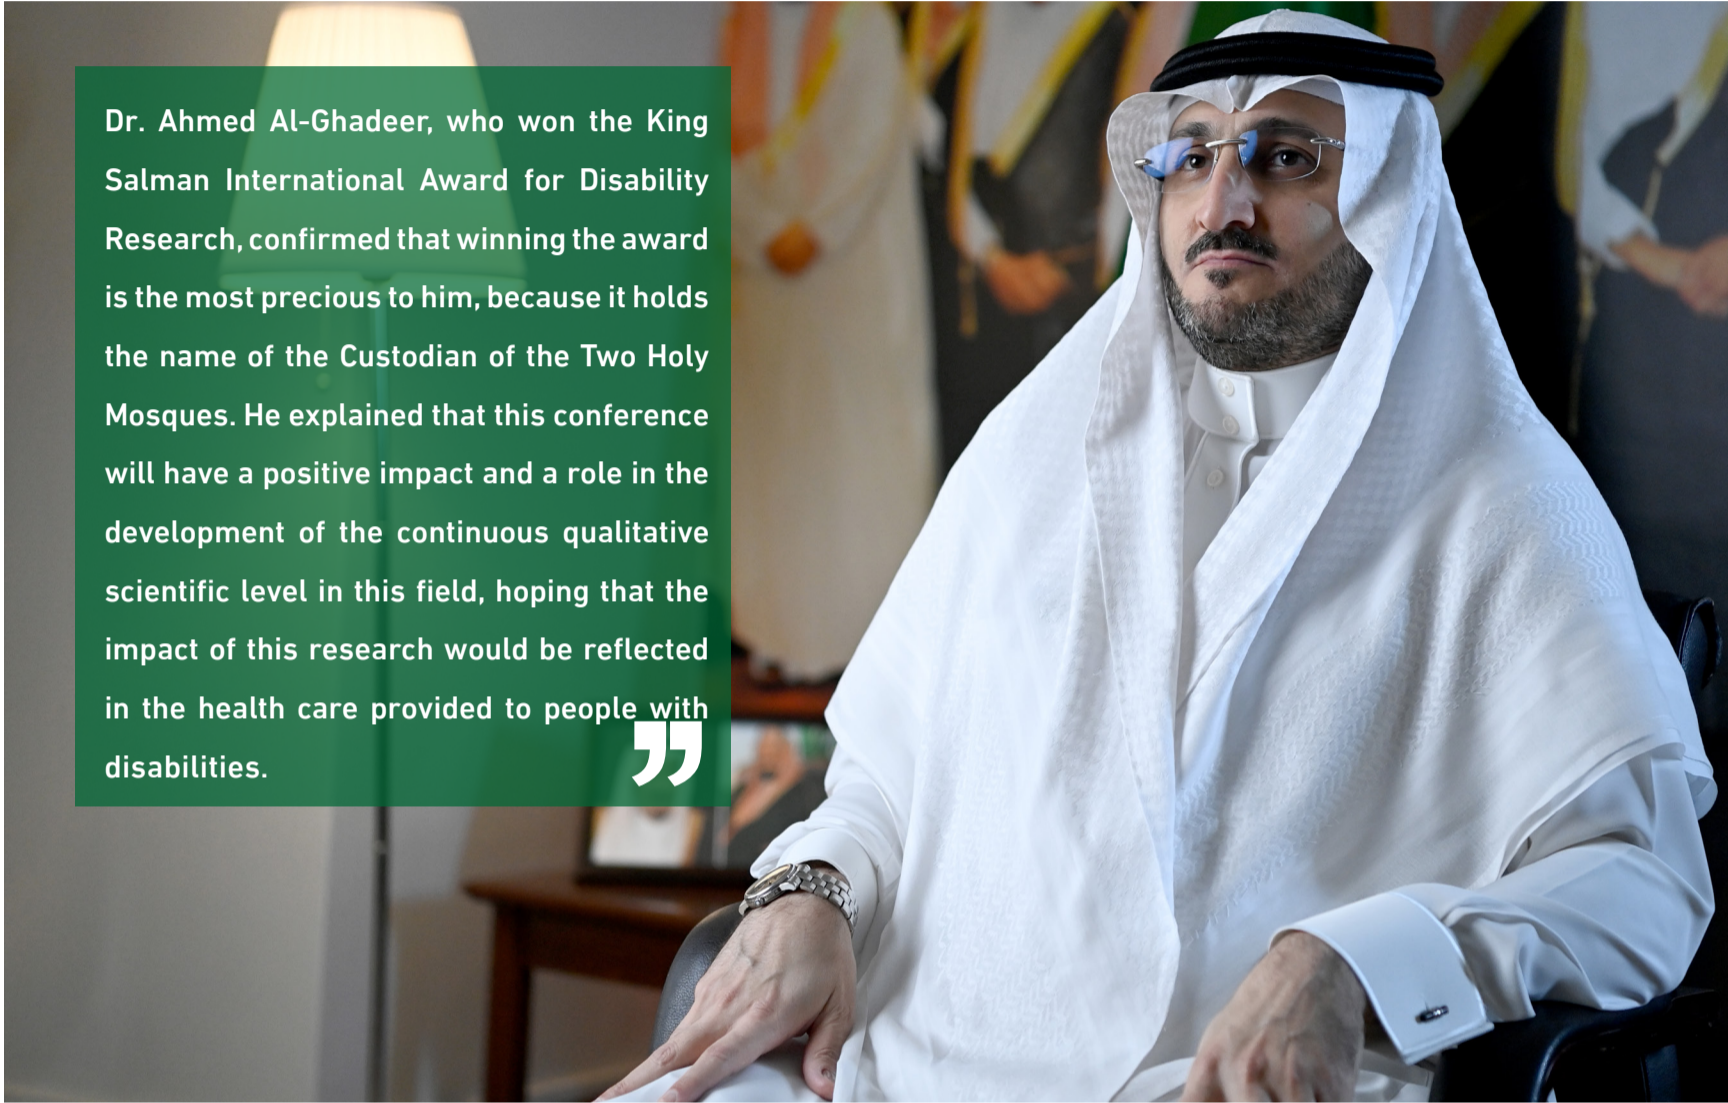 Dr. Ahmed Al-Ghadeer, who won the King
Salman International Award for Disability
Research, confirmed that winning the award
is the most precious to him, because it holds
the name of the Custodian of the Two Holy
Mosques. He explained that this conference
will have a positive impact and a role in the
development of the continuous qualitative
scientific level in this field, hoping that the
impact of this research would be reflected
in the health care provided to people with
disabilities.
”